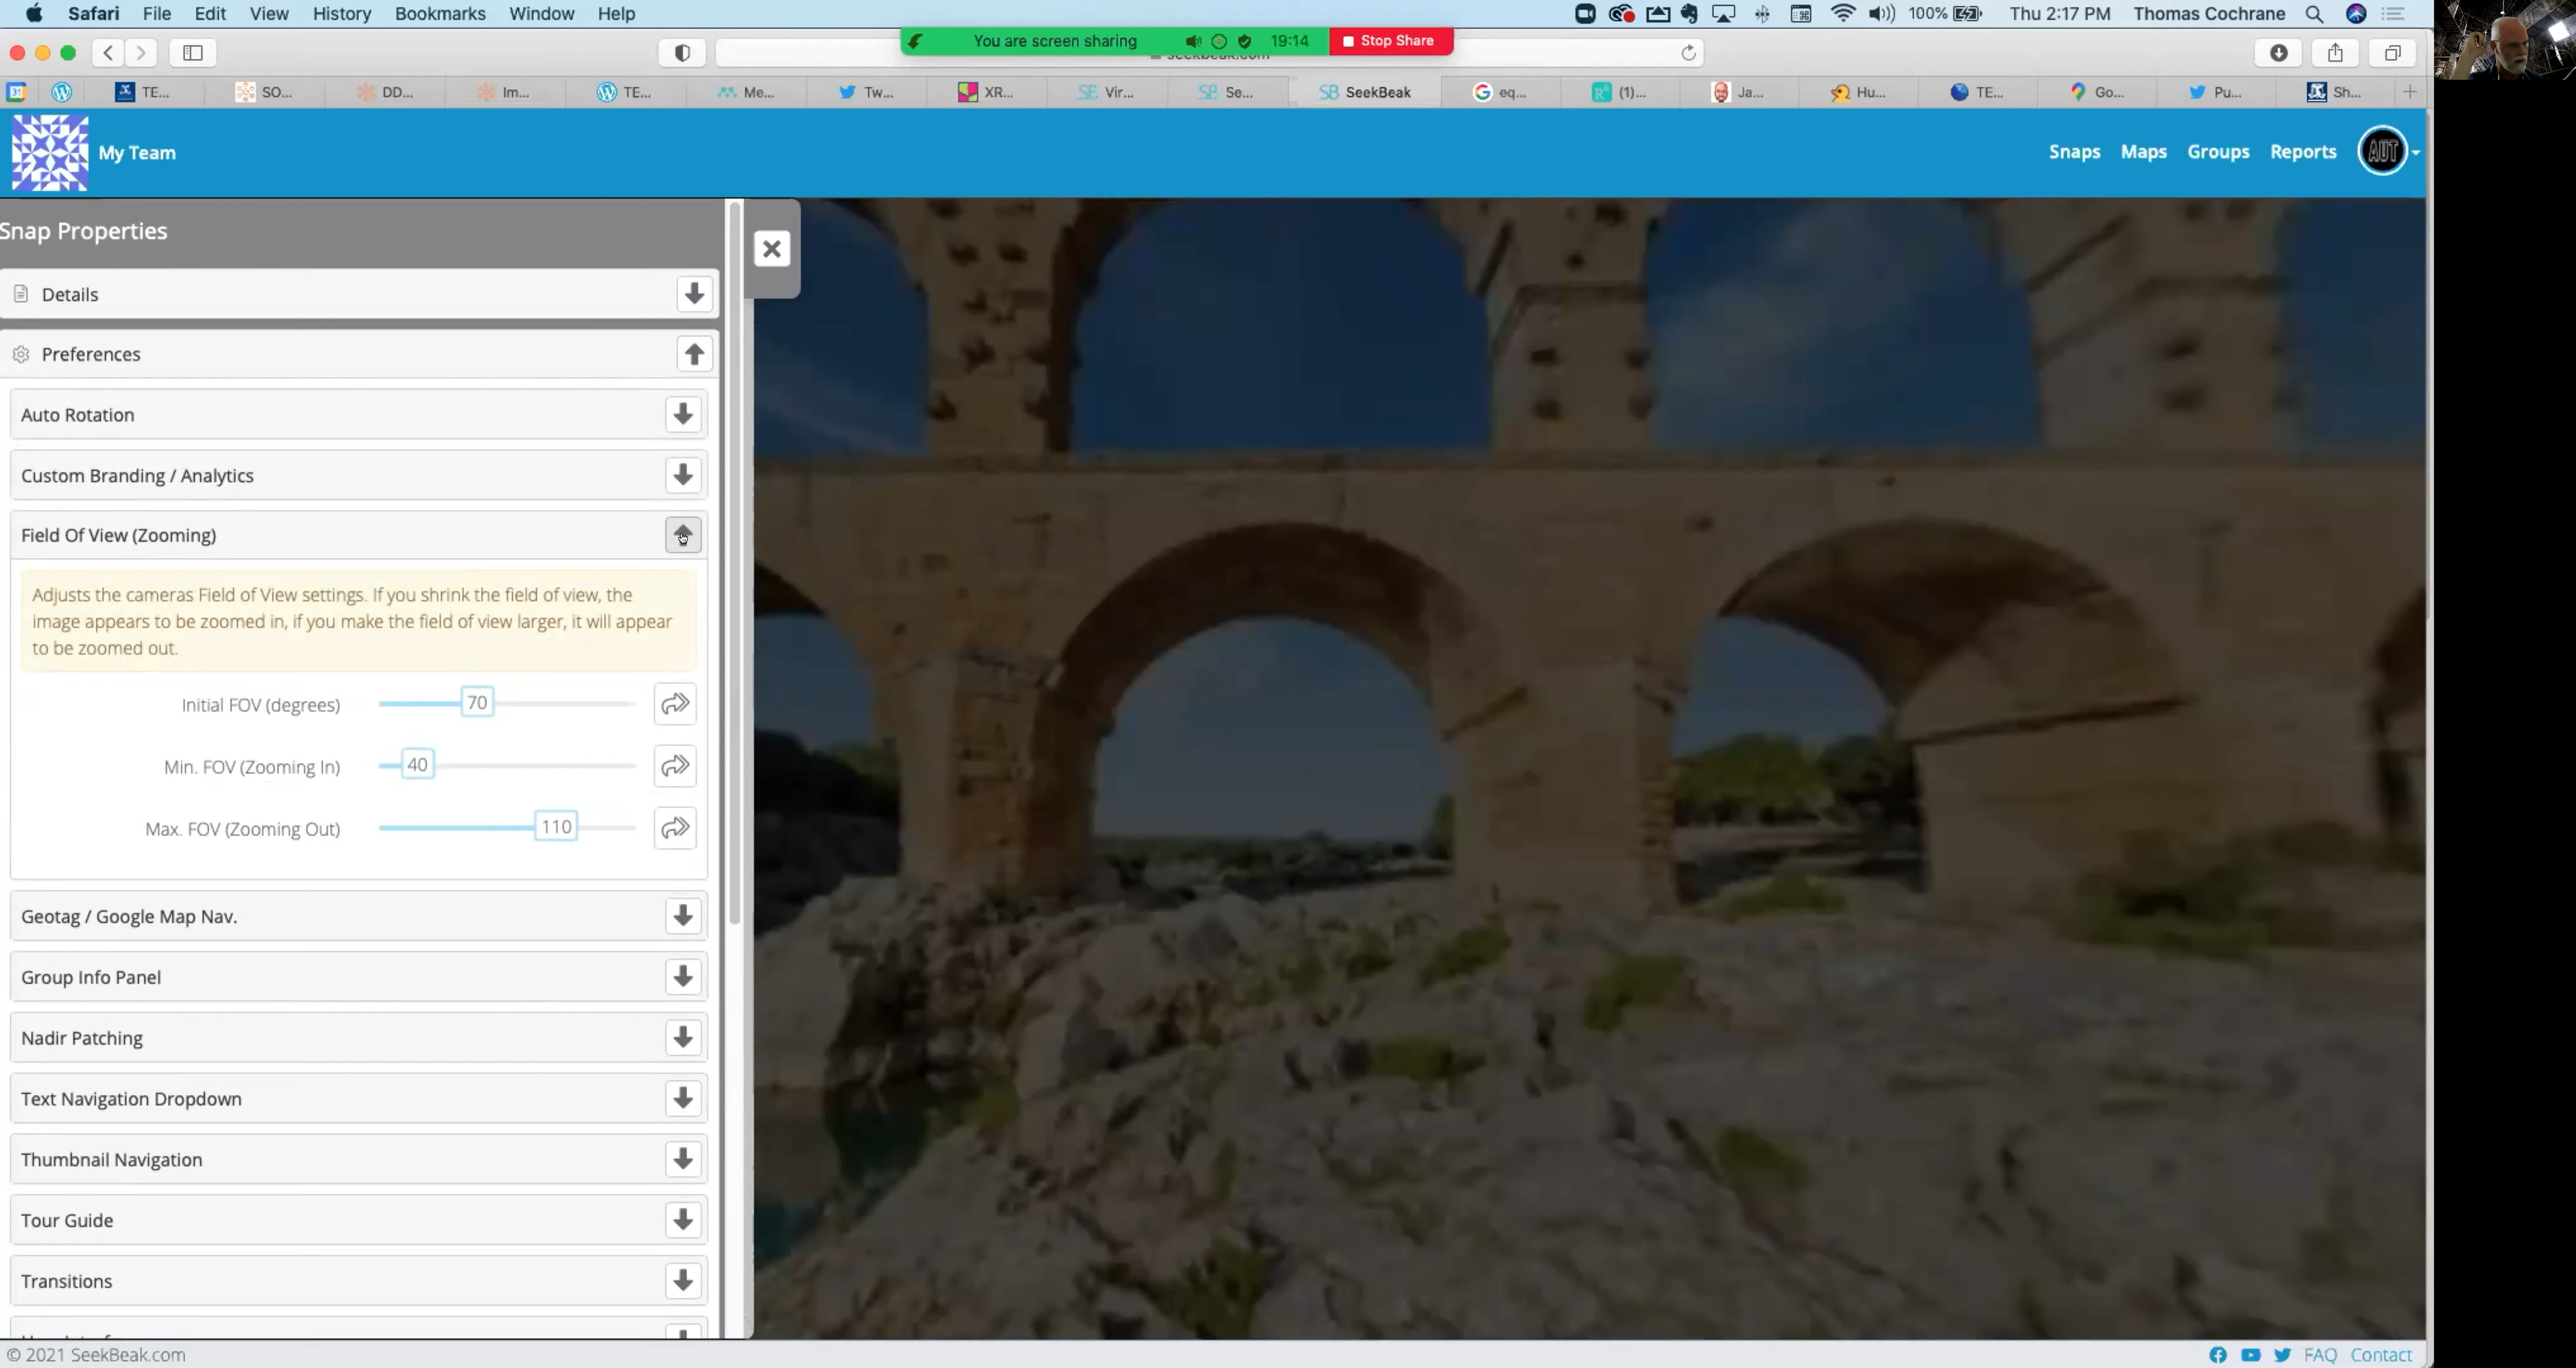 Safari File Edit View History Bookmarks Window Help 100% Thu 2:17 PM Thomas Cochrane
You are screen sharing 19:14 Stop Share
31 TE... SO... DD... Im... TE... Me... Tw... XR... Vir... Se... SeekBeak eq... (1)... Ja... Hu... TE... Go... Pu... Sh...
My Team Snaps Maps Groups Reports AUT
Snap Properties
Details
Preferences
Auto Rotation
Custom Branding / Analytics
Field Of View (Zooming)
Adjusts the cameras Field of View settings. If you shrink the field of view, the
image appears to be zoomed in, if you make the field of view larger, it will appear
to be zoomed out.
Initial FOV (degrees) 70
Min. FOV (Zooming In) 40
Max. FOV (Zooming Out) 110
Geotag / Google Map Nav.
Group Info Panel
Nadir Patching
Text Navigation Dropdown
Thumbnail Navigation
Tour Guide
Transitions
© 2021 SeekBeak.com FAQ Contact